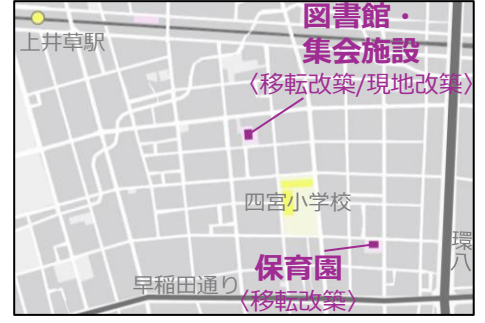 図書館・
集会施設
〈移転改築/現地改築〉
上井草駅
四宮小学校
環八
保育園
〈移転改築〉
早稲田通り